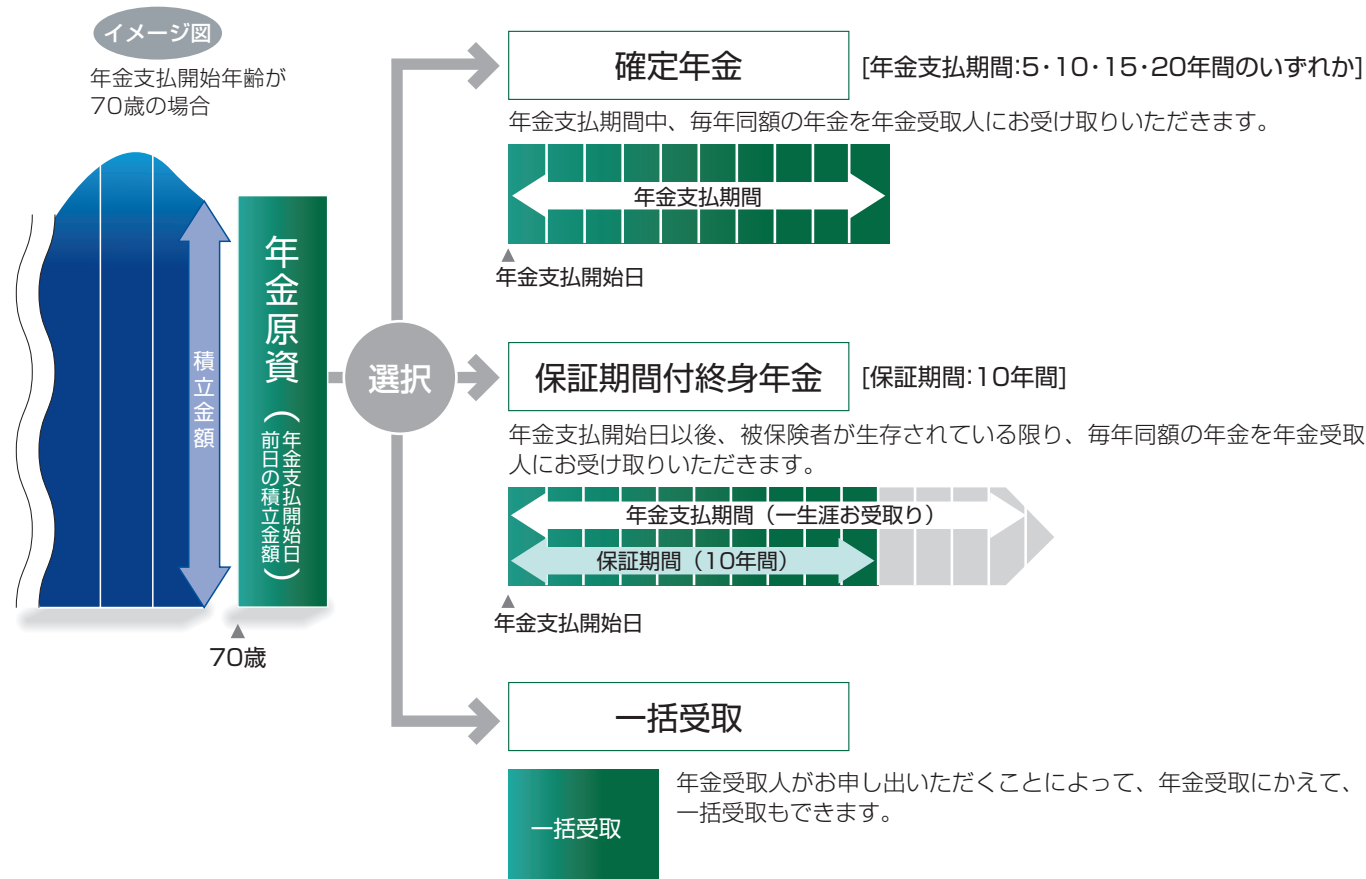 イメージ図
年金支払開始年齢が
70歳の場合
積立金額
年金原資
（年金支払開始日
前日の積立金額）
70歳
選択
確定年金
[年金支払期間:5・10・15・20年間のいずれか]
年金支払期間中、毎年同額の年金を年金受取人にお受け取りいただきます。
年金支払期間
年金支払開始日
保証期間付終身年金
[保証期間:10年間]
年金支払開始日以後、被保険者が生存されている限り、毎年同額の年金を年金受取
人にお受け取りいただきます。
年金支払期間（一生涯お受取り）
保証期間（10年間）
年金支払開始日
一括受取
一括受取
年金受取人がお申し出いただくことによって、年金受取にかえて、
一括受取もできます。